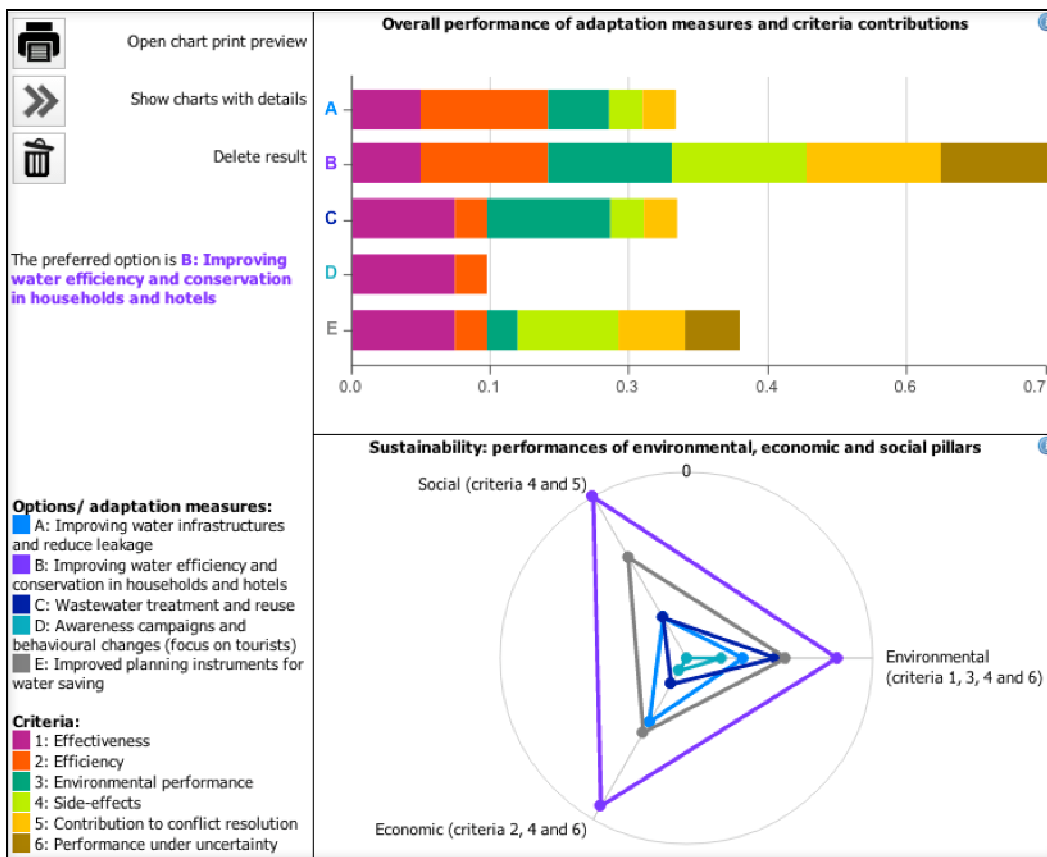 Open chart print preview
Show charts with details
Delete result
The preferred option is B: Improving
water efficiency and conservation
in households and hotels
Options/ adaptation measures:
A: Improving water infrastructures
and reduce leakage
B: Improving water efficiency and
conservation in households and hotels
C: Wastewater treatment and reuse
D: Awareness campaigns and
behavioural changes (focus on tourists)
E: Improved planning instruments for
water saving
Criteria:
1: Effectiveness
2: Efficiency
3: Environmental performance
4: Side-effects
5: Contribution to conflict resolution
6: Performance under uncertainty
Overall performance of adaptation measures and criteria contributions
A
B
C
D
E
0.0 0.1 0.3 0.4 0.6 0.7
Sustainability: performances of environmental, economic and social pillars
0
Social (criteria 4 and 5)
Environmental
(criteria 1, 3, 4 and 6)
Economic (criteria 2, 4 and 6)